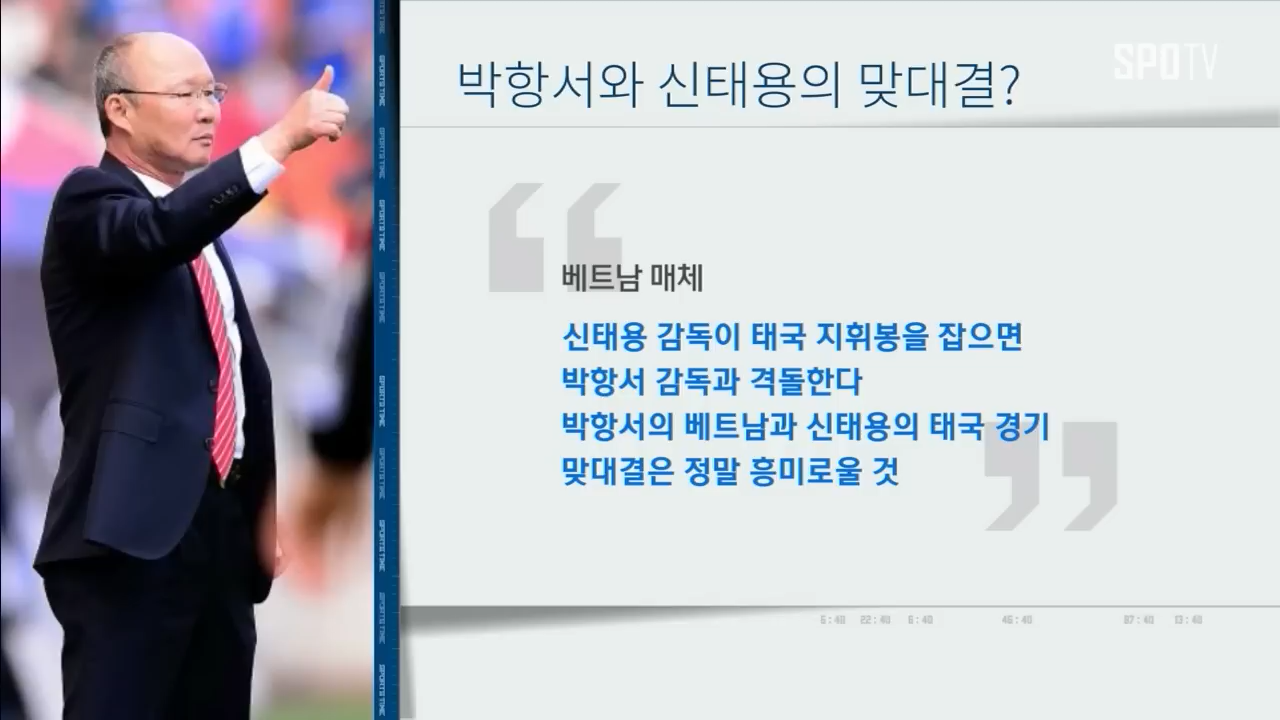 박항서와 신태용의 맞대결?
SPOTV
베트남 매체
신태용 감독이 태국 지휘봉을 잡으면
박항서 감독과 격돌한다
박항서의 베트남과 신태용의 태국 경기
맞대결은 정말 흥미로울 것